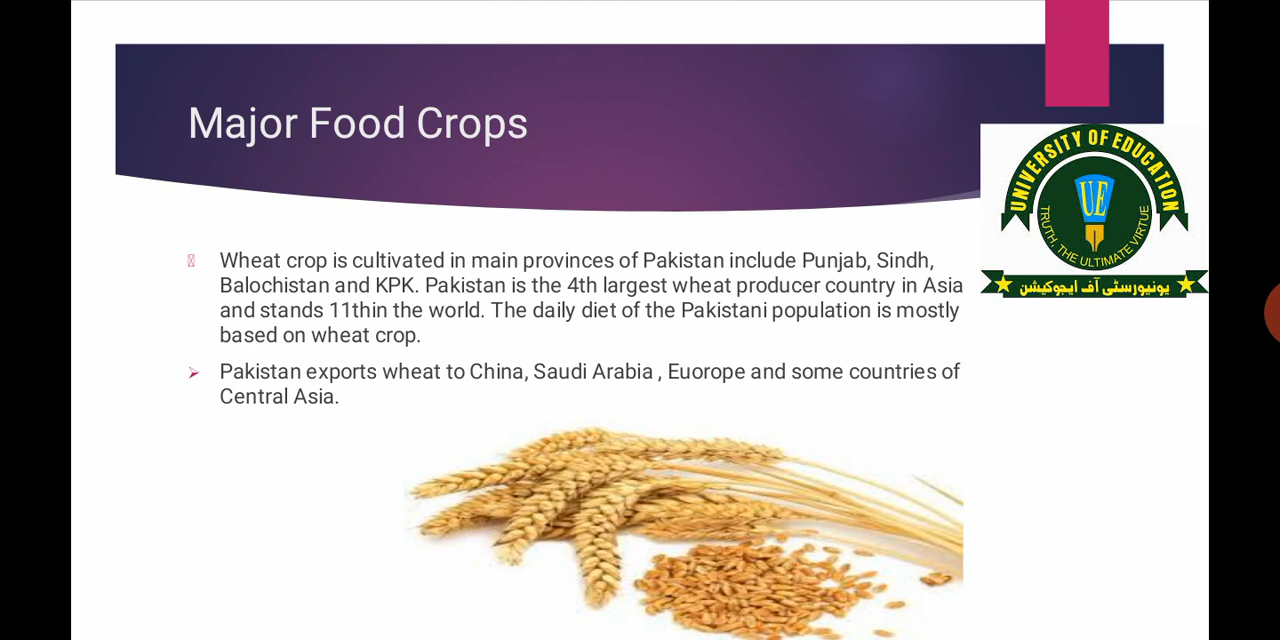 Major Food Crops
UNIVERSITY OF EDUCATION
UE
TRUTH, THE ULTIMATE VIRTUE
یونیورسٹی آف ایجوکیشن
Wheat crop is cultivated in main provinces of Pakistan include Punjab, Sindh,
Balochistan and KPK. Pakistan is the 4th largest wheat producer country in Asia
and stands 11thin the world. The daily diet of the Pakistani population is mostly
based on wheat crop.
Pakistan exports wheat to China, Saudi Arabia , Euorope and some countries of
Central Asia.